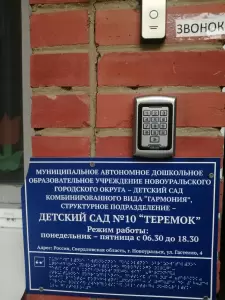 ЗВОНОК
МУНИЦИПАЛЬНОЕ АВТОНОМНОЕ ДОШКОЛЬНОЕ
ОБРАЗОВАТЕЛЬНОЕ УЧРЕЖДЕНИЕ НОВОУРАЛЬСКОГО
ГОРОДСКОГО ОКРУГА – ДЕТСКИЙ САД
КОМБИНИРОВАННОГО ВИДА "ГАРМОНИЯ",
СТРУКТУРНОЕ ПОДРАЗДЕЛЕНИЕ –
ДЕТСКИЙ САД №10 "ТЕРЕМОК"
Режим работы:
понедельник – пятница с 06.30 до 18.30
Адрес: Россия, Свердловская область, г. Новоуральск, ул. Гагарина, 4